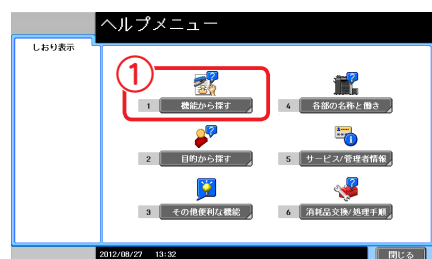 ヘルプメニュー
しおり表示
①
1 機能から探す
4 各部の名称と働き
2 目的から探す
5 サービス/管理者情報
3 その他便利な機能
6 消耗品交換/処理手順
2012/08/27 13:32
閉じる